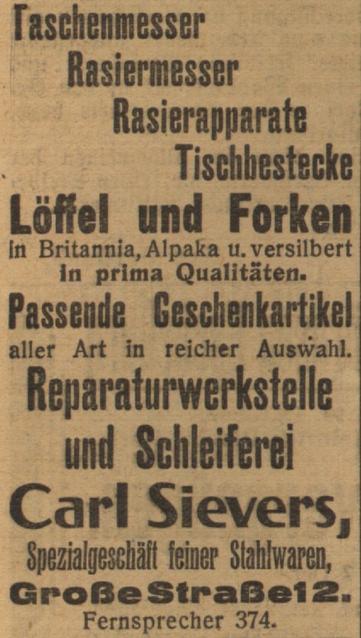 Taschenmesser
Rasiermesser
Rasierapparate
Tischbestecke
Löffel und Forken
in Britannia, Alpaka u. versilbert
in prima Qualitäten.
Passende Geschenkartikel
aller Art in reicher Auswahl.
Reparaturwerkstelle
und Schleiferei
Carl Sievers,
Spezialgeschäft feiner Stahlwaren,
Große Straße 12.
Fernsprecher 374.